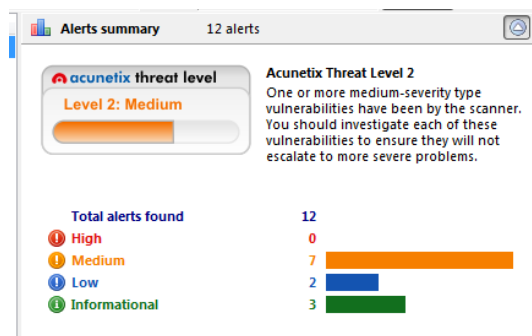 Alerts summary 12 alerts
acunetix threat level
Level 2: Medium
Acunetix Threat Level 2
One or more medium-severity type
vulnerabilities have been by the scanner.
You should investigate each of these
vulnerabilities to ensure they will not
escalate to more severe problems.
Total alerts found 12
High 0
Medium 7
Low 2
Informational 3